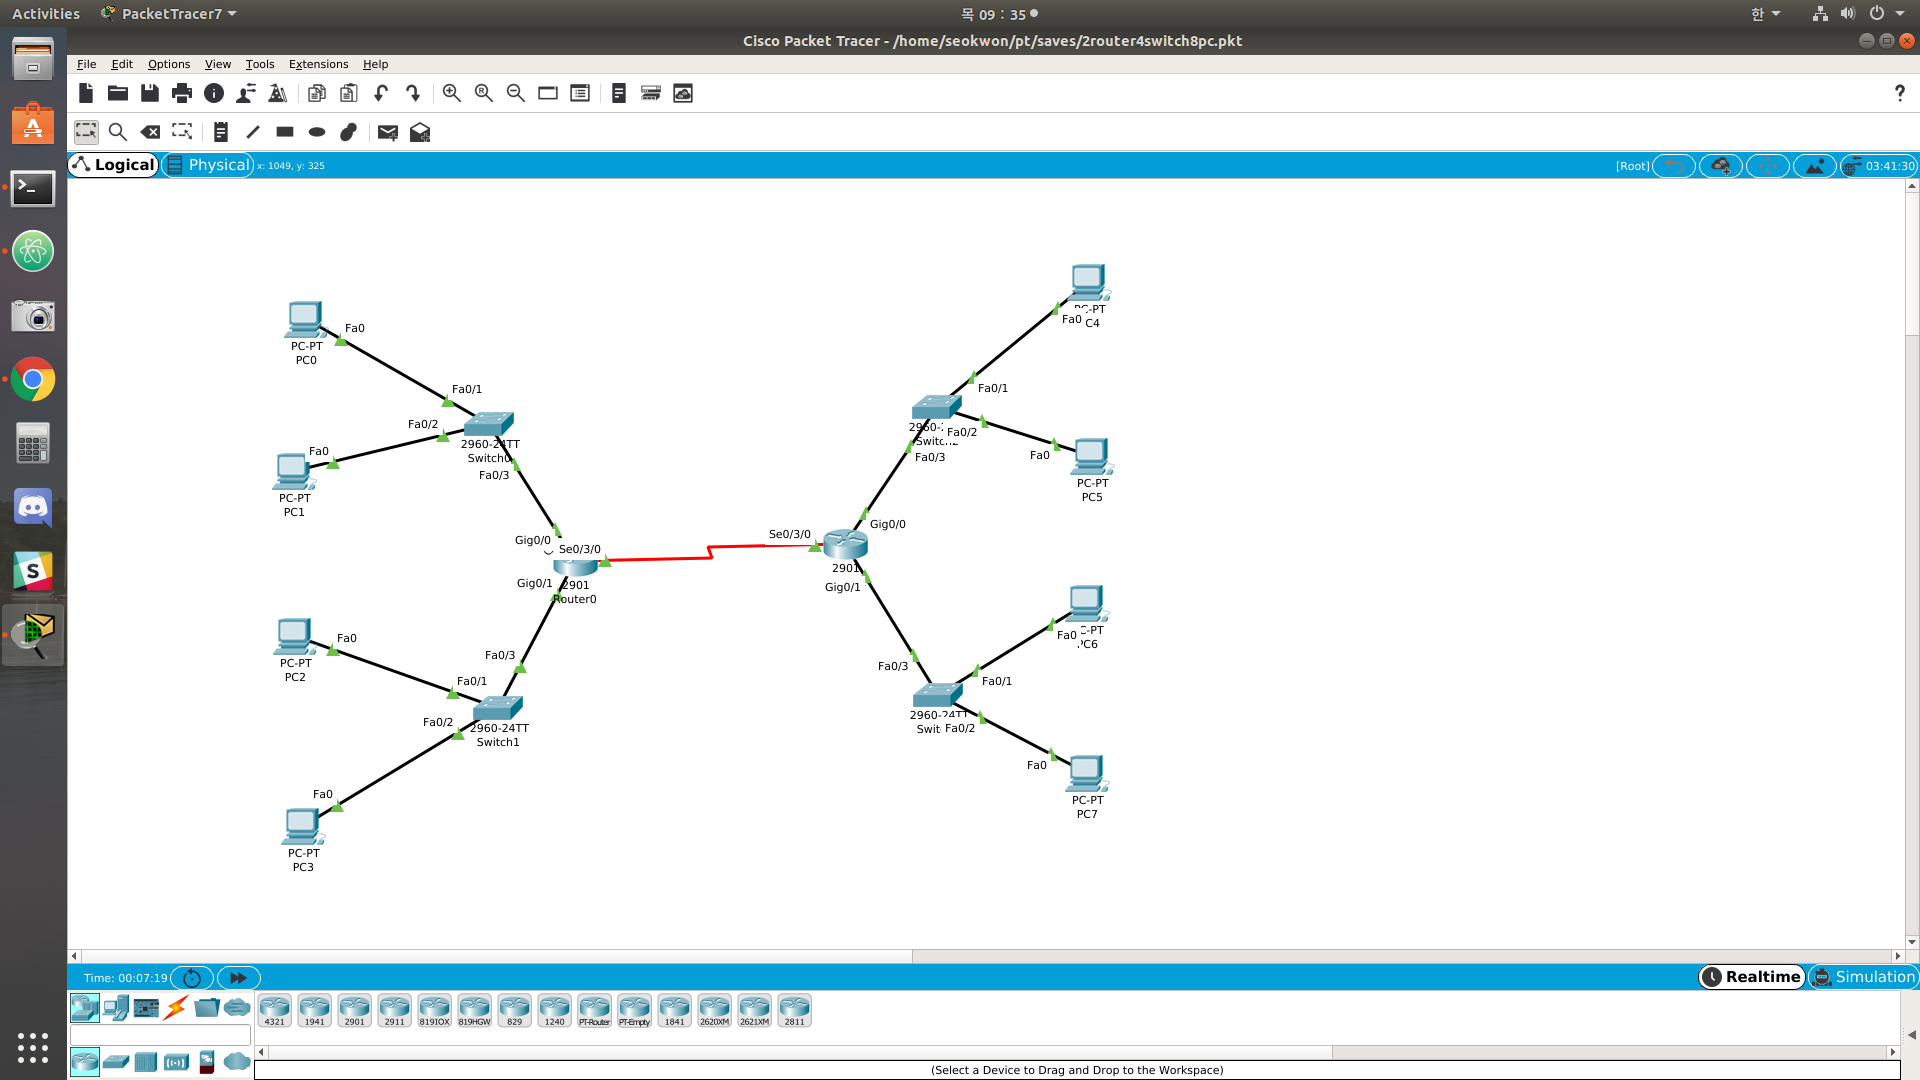 Activities PacketTracer7 목 09 : 35 한
Cisco Packet Tracer - /home/seokwon/pt/saves/2router4switch8pc.pkt
File Edit Options View Tools Extensions Help
?
Logical Physical x: 1049, y: 325 [Root] 03:41:30
PC-PT
C4
Fa0
Fa0
PC-PT
PC0
Fa0/1
Fa0/1
Fa0/2
2960-24TT
Switch0
Fa0/3
Fa0
PC-PT
PC1
2960-
Fa0/2
Fa0/3
Fa0
PC-PT
PC5
Gig0/0
Se0/3/0
Se0/3/0
Gig0/0
2901
Gig0/1
2901
Router0
Gig0/1
Fa0
PC-PT
PC2
Fa0
C-PT
PC6
Fa0/3
Fa0/1
Fa0/2
2960-24TT
Switch1
Fa0/3
Fa0/1
2960-24TT
Swit Fa0/2
Fa0
PC-PT
PC7
Fa0
PC-PT
PC3
Time: 00:07:19 Realtime Simulation
4321 1941 2901 2911 819IOX 819HGW 829 1240 PT-Router PT-Empty 1841 2620XM 2621XM 2811
(Select a Device to Drag and Drop to the Workspace)